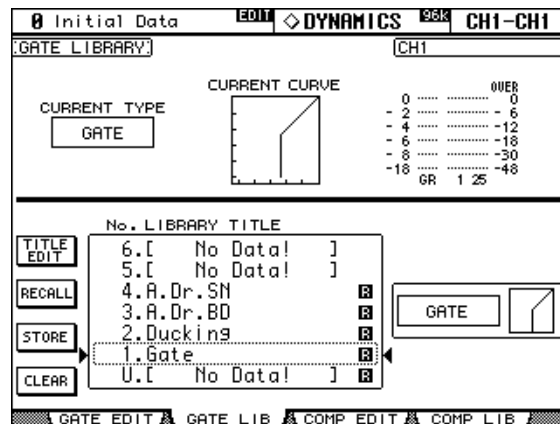 0 Initial Data EDIT ◇DYNAMICS 96k CH1-CH1
GATE LIBRARY
CH1
CURRENT TYPE
GATE
CURRENT CURVE
OVER
0 0
- 2 - 6
- 4 -12
- 6 -18
- 8 -30
-18 -48
GR 1 25
No. LIBRARY TITLE
TITLE EDIT
RECALL
STORE
CLEAR
6.[ No Data! ]
5.[ No Data! ]
4.A.Dr.SN R
3.A.Dr.BD R
2.Ducking R
1.Gate R
U.[ No Data! ] R
GATE
GATE EDIT GATE LIB COMP EDIT COMP LIB